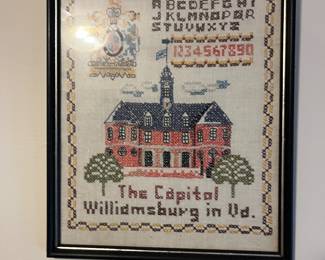 ABCDEFGHI
JKLMNOPQR
STUVWXYZ
1234567890
The Capitol
Williamsburg in Va.